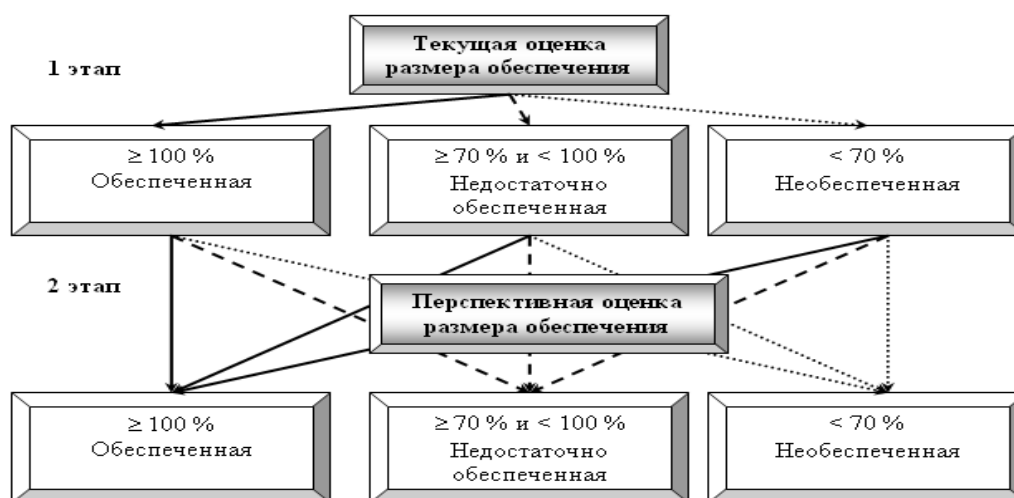 Текущая оценка
размера обеспечения
1 этап
≥ 100 %
Обеспеченная
≥ 70 % и < 100 %
Недостаточно
обеспеченная
< 70 %
Необеспеченная
2 этап
Перспективная оценка
размера обеспечения
≥ 100 %
Обеспеченная
≥ 70 % и < 100 %
Недостаточно
обеспеченная
< 70 %
Необеспеченная